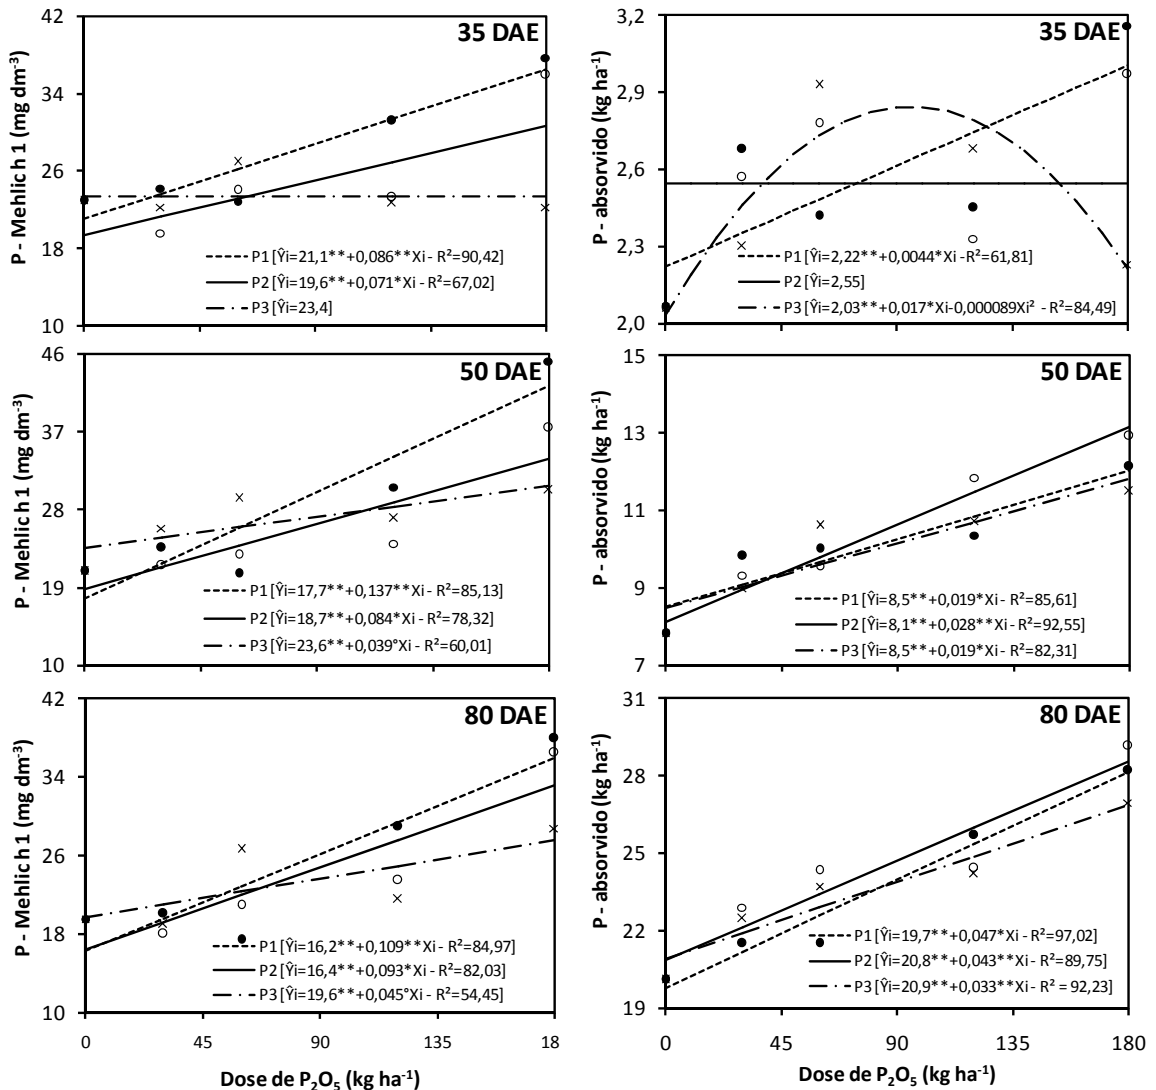 42
34
26
18
10
P - Mehlich 1 (mg dm⁻³)
35 DAE
P1 [Ŷi=21,1**+0,086**Xi - R²=90,42]
P2 [Ŷi=19,6**+0,071*Xi - R²=67,02]
P3 [Ŷi=23,4]
3,2
2,9
2,6
2,3
2,0
P - absorvido (kg ha⁻¹)
35 DAE
P1 [Ŷi=2,22**+0,0044*Xi - R²=61,81]
P2 [Ŷi=2,55]
P3 [Ŷi=2,03**+0,017*Xi-0,000089Xi² - R²=84,49]
46
37
28
19
10
P - Mehlich 1 (mg dm⁻³)
50 DAE
P1 [Ŷi=17,7**+0,137**Xi - R²=85,13]
P2 [Ŷi=18,7**+0,084*Xi - R²=78,32]
P3 [Ŷi=23,6**+0,039°Xi - R²=60,01]
15
13
11
9
7
P - absorvido (kg ha⁻¹)
50 DAE
P1 [Ŷi=8,5**+0,019*Xi - R²=85,61]
P2 [Ŷi=8,1**+0,028**Xi - R²=92,55]
P3 [Ŷi=8,5**+0,019*Xi - R²=82,31]
42
34
26
18
10
P - Mehlich 1 (mg dm⁻³)
80 DAE
P1 [Ŷi=16,2**+0,109**Xi - R²=84,97]
P2 [Ŷi=16,4**+0,093*Xi - R²=82,03]
P3 [Ŷi=19,6**+0,045°Xi - R²=54,45]
0 45 90 135 18
Dose de P₂O₅ (kg ha⁻¹)
31
28
25
22
19
P - absorvido (kg ha⁻¹)
80 DAE
P1 [Ŷi=19,7**+0,047*Xi - R²=97,02]
P2 [Ŷi=20,8**+0,043**Xi - R²=89,75]
P3 [Ŷi=20,9**+0,033**Xi - R² = 92,23]
0 45 90 135 180
Dose de P₂O₅ (kg ha⁻¹)